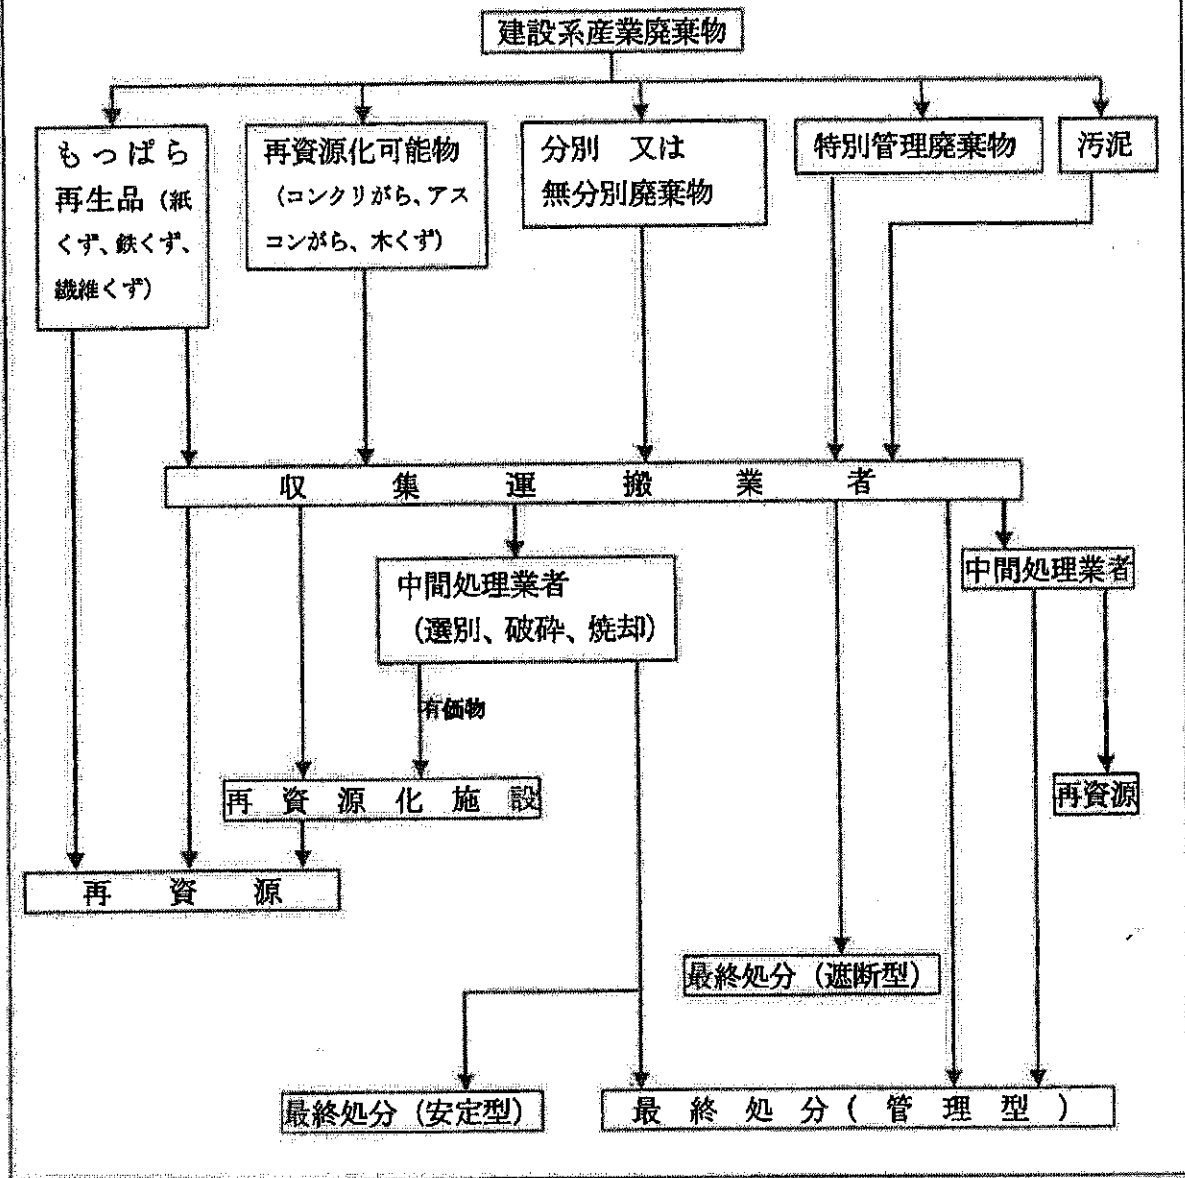 建設系産業廃棄物
もっぱら
再生品（紙
くず、鉄くず、
繊維くず）
再資源化可能物
（コンクリがら、アス
コンがら、木くず）
分別　又は
無分別廃棄物
特別管理廃棄物
汚泥
収集運搬業者
中間処理業者
（選別、破砕、焼却）
中間処理業者
有価物
再資源化施設
再資源
再資源
最終処分（遮断型）
最終処分（安定型）
最終処分（管理型）